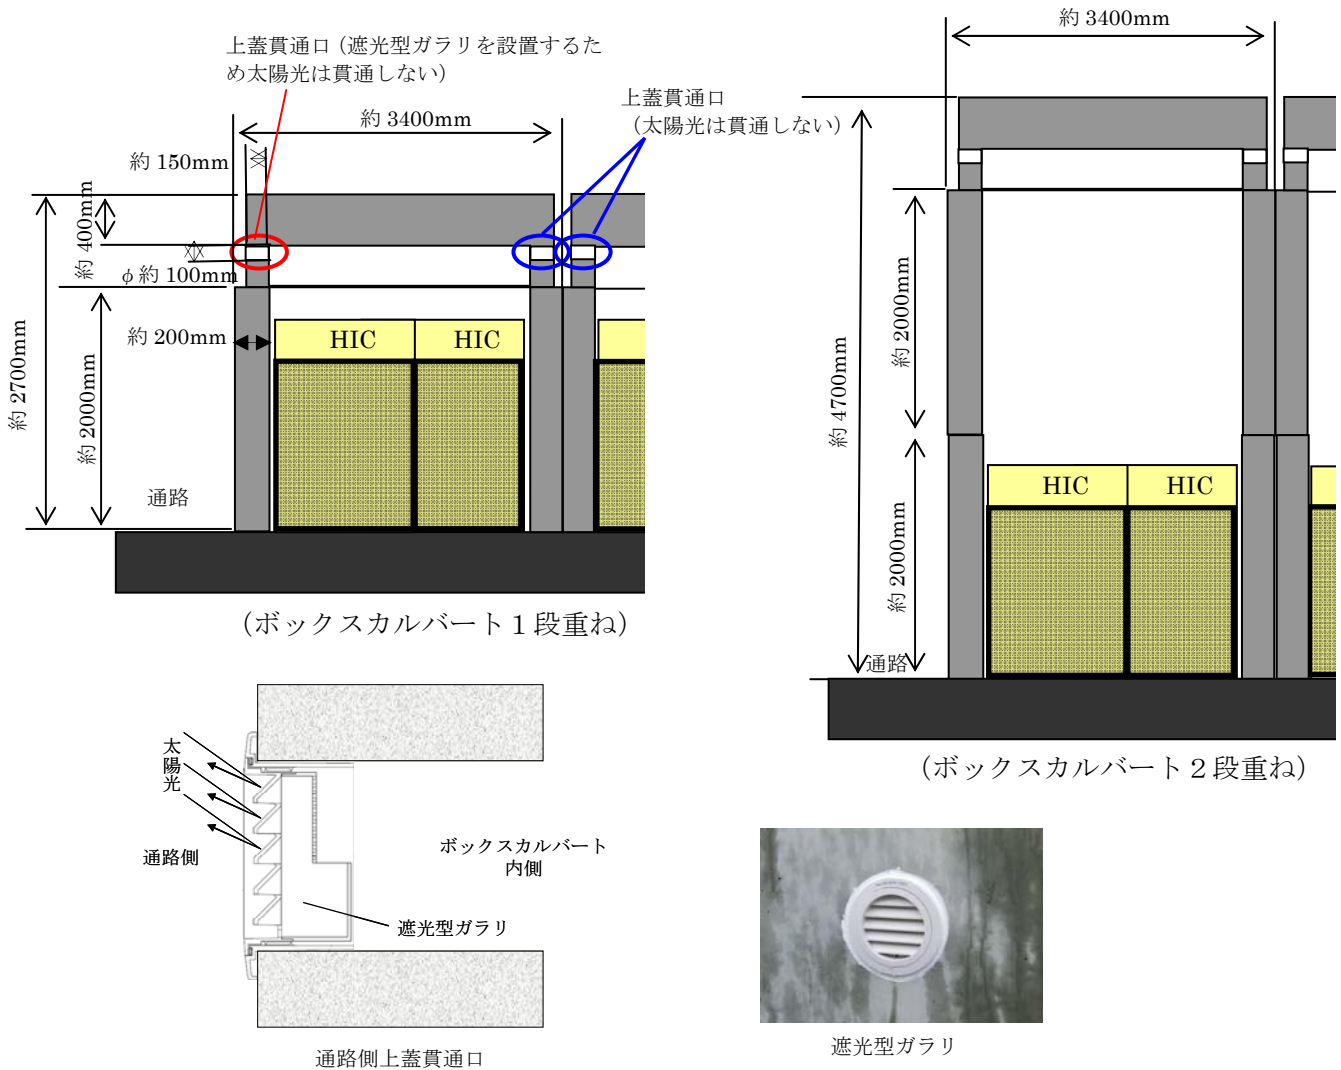 上蓋貫通口（遮光型ガラリを設置するた
め太陽光は貫通しない）
上蓋貫通口
（太陽光は貫通しない）
約 3400mm
約 150mm
約 400mm
φ約 100mm
約 200mm
約 2700mm
約 2000mm
HIC
HIC
通路
（ボックスカルバート１段重ね）
約 3400mm
約 4700mm
約 2000mm
約 2000mm
HIC
HIC
通路
（ボックスカルバート２段重ね）
太陽光
通路側
ボックスカルバート
内側
遮光型ガラリ
通路側上蓋貫通口
遮光型ガラリ